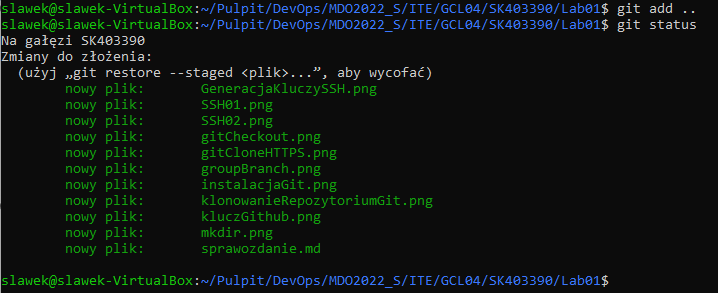 slawek@slawek-VirtualBox:~/Pulpit/DevOps/MDO2022_S/ITE/GCL04/SK403390/Lab01$ git add ..
slawek@slawek-VirtualBox:~/Pulpit/DevOps/MDO2022_S/ITE/GCL04/SK403390/Lab01$ git status
Na gałęzi SK403390
Zmiany do złożenia:
  (użyj „git restore --staged <plik>...”, aby wycofać)
        nowy plik:       GeneracjaKluczySSH.png
        nowy plik:       SSH01.png
        nowy plik:       SSH02.png
        nowy plik:       gitCheckout.png
        nowy plik:       gitCloneHTTPS.png
        nowy plik:       groupBranch.png
        nowy plik:       instalacjaGit.png
        nowy plik:       klonowanieRepozytoriumGit.png
        nowy plik:       kluczGithub.png
        nowy plik:       mkdir.png
        nowy plik:       sprawozdanie.md
slawek@slawek-VirtualBox:~/Pulpit/DevOps/MDO2022_S/ITE/GCL04/SK403390/Lab01$